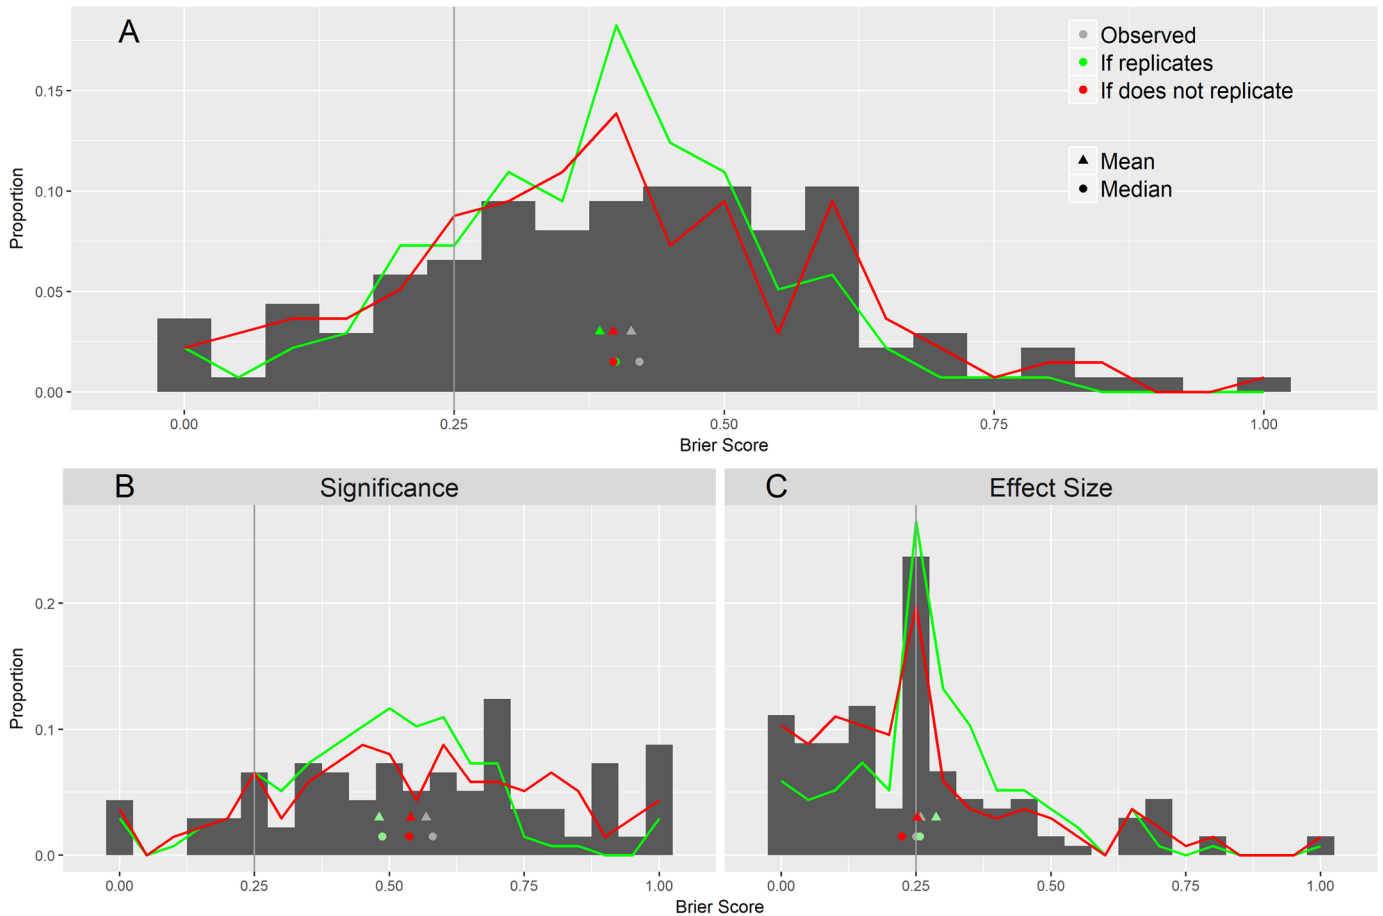 A
Observed
If replicates
If does not replicate
Mean
Median
Proportion
0.15
0.10
0.05
0.00
0.00 0.25 0.50 0.75 1.00
Brier Score
B Significance
C Effect Size
Proportion
0.2
0.1
0.0
0.00 0.25 0.50 0.75 1.00
0.00 0.25 0.50 0.75 1.00
Brier Score